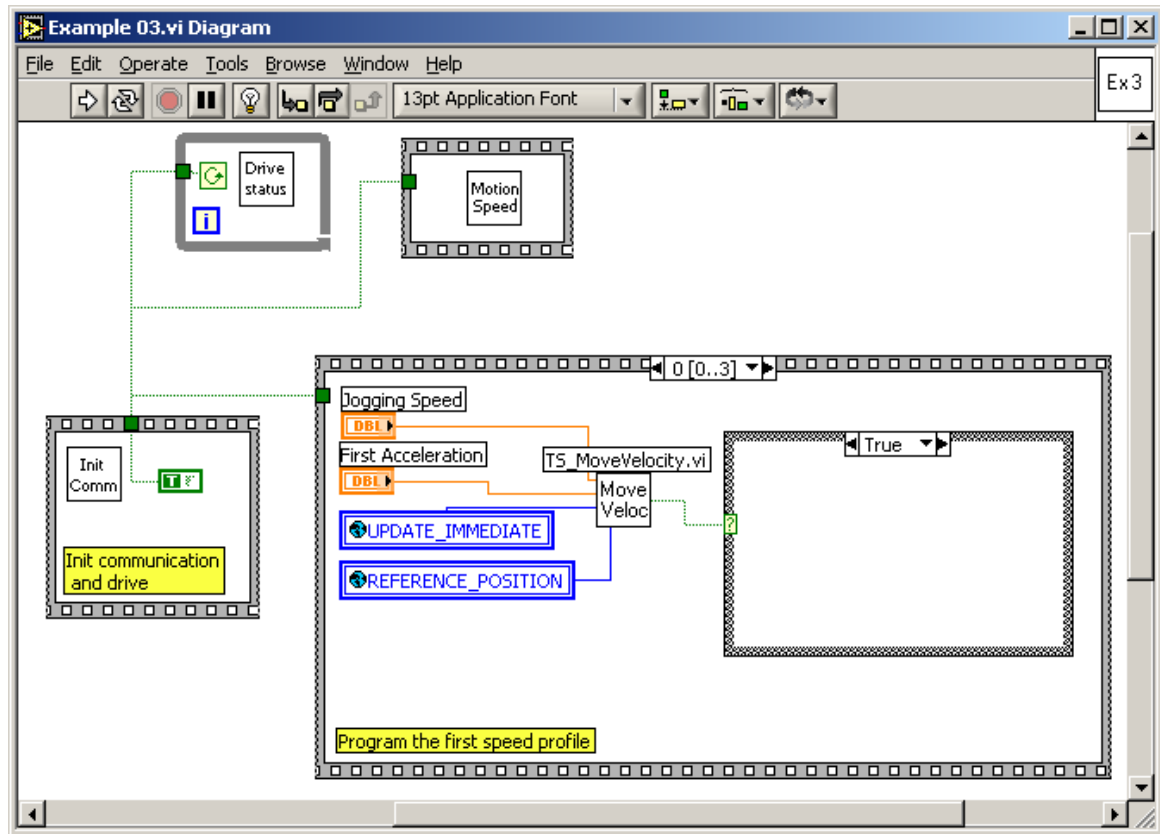 Example 03.vi Diagram
File Edit Operate Tools Browse Window Help
13pt Application Font
Ex3
Drive
status
i
Motion
Speed
0 [0..3]
Jogging Speed
DBL
First Acceleration
DBL
TS_MoveVelocity.vi
Move
Veloc
UPDATE_IMMEDIATE
REFERENCE_POSITION
True
?
Program the first speed profile
Init
Comm
T F
Init communication
and drive